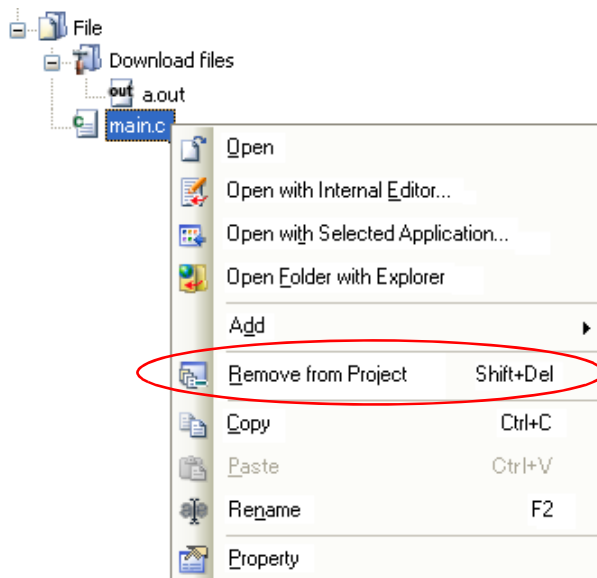 File
Download files
out a.out
C main.c
Open
Open with Internal Editor...
Open with Selected Application...
Open Folder with Explorer
Add
Remove from Project Shift+Del
Copy Ctrl+C
Paste Ctrl+V
Rename F2
Property